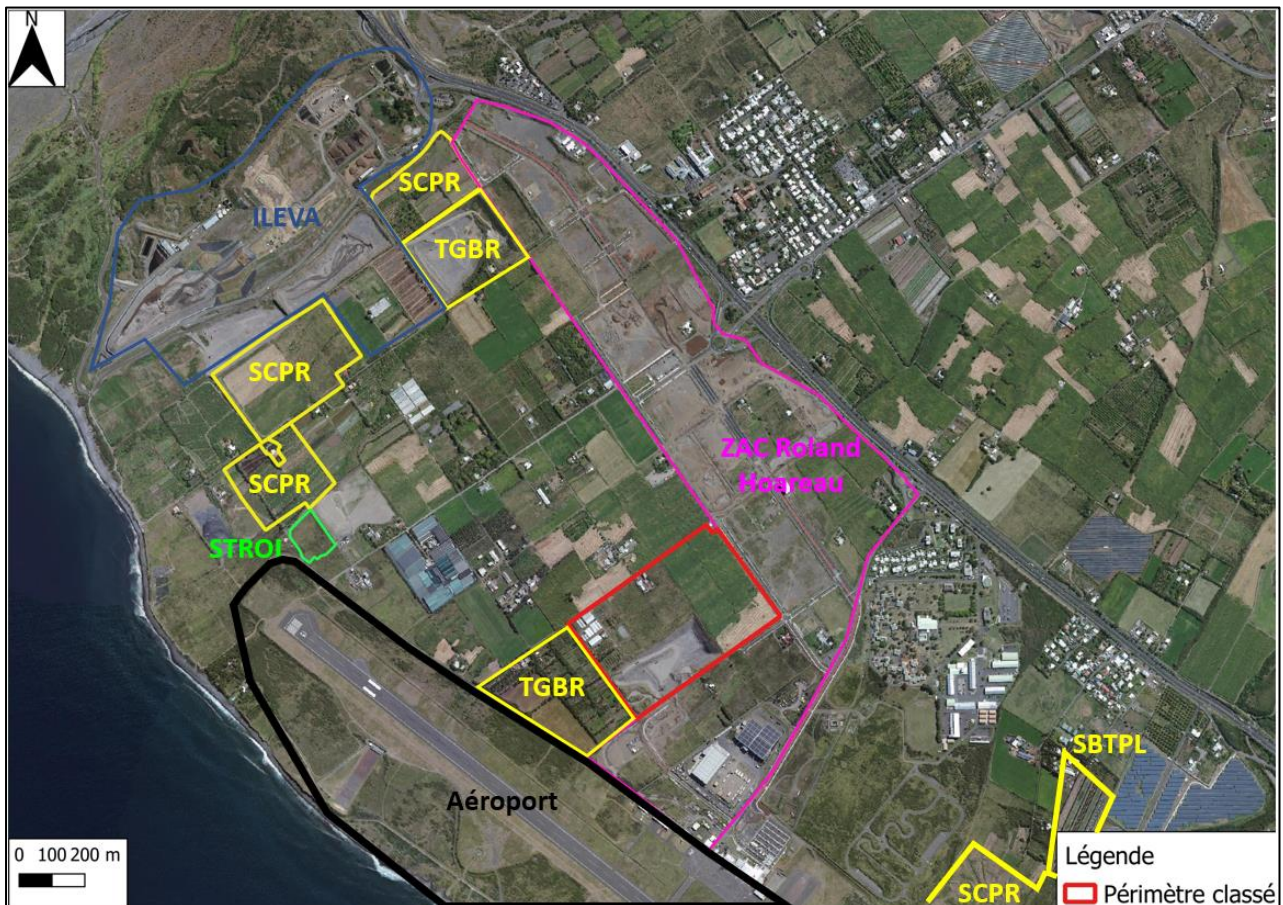 N
SCPR
ILEVA
TGBR
SCPR
ZAC Roland
Hoareau
SCPR
STROI
TGBR
SBTPL
Aéroport
0 100 200 m
Légende
SCPR
Périmètre classé